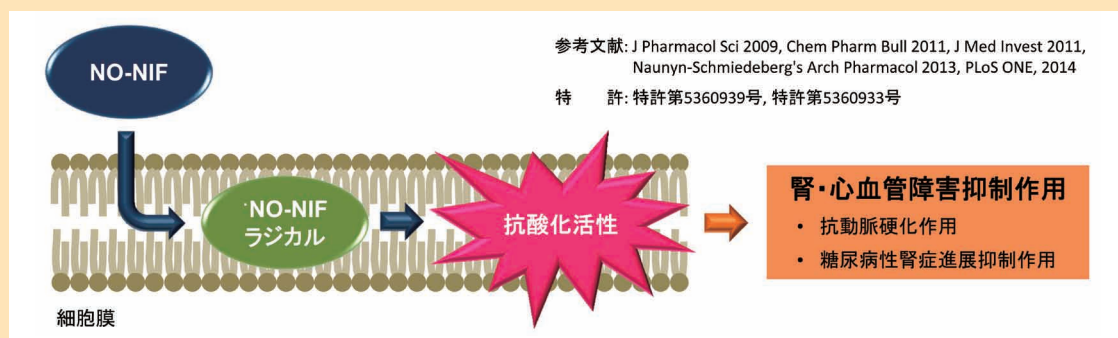 NO-NIF
参考文献: J Pharmacol Sci 2009, Chem Pharm Bull 2011, J Med Invest 2011,
Naunyn-Schmiedeberg's Arch Pharmacol 2013, PLoS ONE, 2014
特　許: 特許第5360939号, 特許第5360933号
・NO-NIF
ラジカル
抗酸化活性
腎・心血管障害抑制作用
• 抗動脈硬化作用
• 糖尿病性腎症進展抑制作用
細胞膜